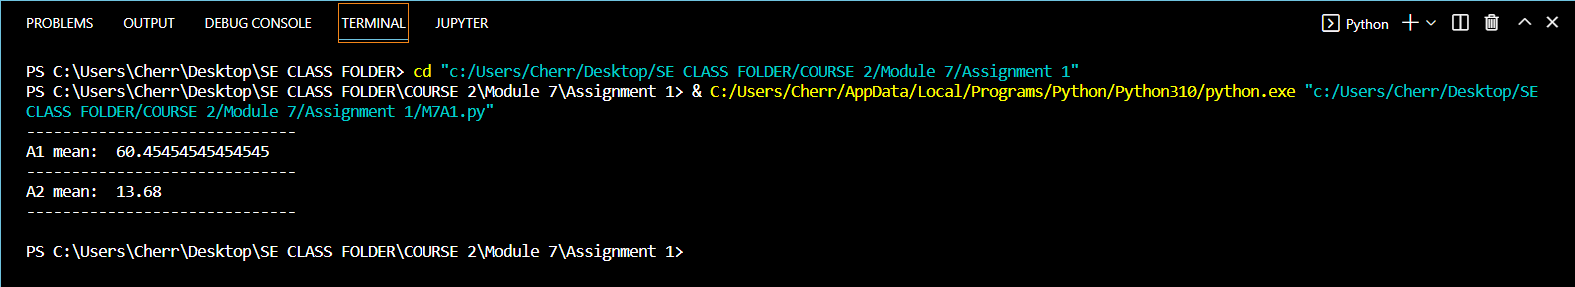 PROBLEMS OUTPUT DEBUG CONSOLE TERMINAL JUPYTER Python
PS C:\Users\Cherr\Desktop\SE CLASS FOLDER> cd "c:/Users/Cherr/Desktop/SE CLASS FOLDER/COURSE 2/Module 7/Assignment 1"
PS C:\Users\Cherr\Desktop\SE CLASS FOLDER\COURSE 2\Module 7\Assignment 1> & C:/Users/Cherr/AppData/Local/Programs/Python/Python310/python.exe "c:/Users/Cherr/Desktop/SE
CLASS FOLDER/COURSE 2/Module 7/Assignment 1/M7A1.py"
------------------------------
A1 mean:  60.45454545454545
------------------------------
A2 mean:  13.68
------------------------------
PS C:\Users\Cherr\Desktop\SE CLASS FOLDER\COURSE 2\Module 7\Assignment 1>